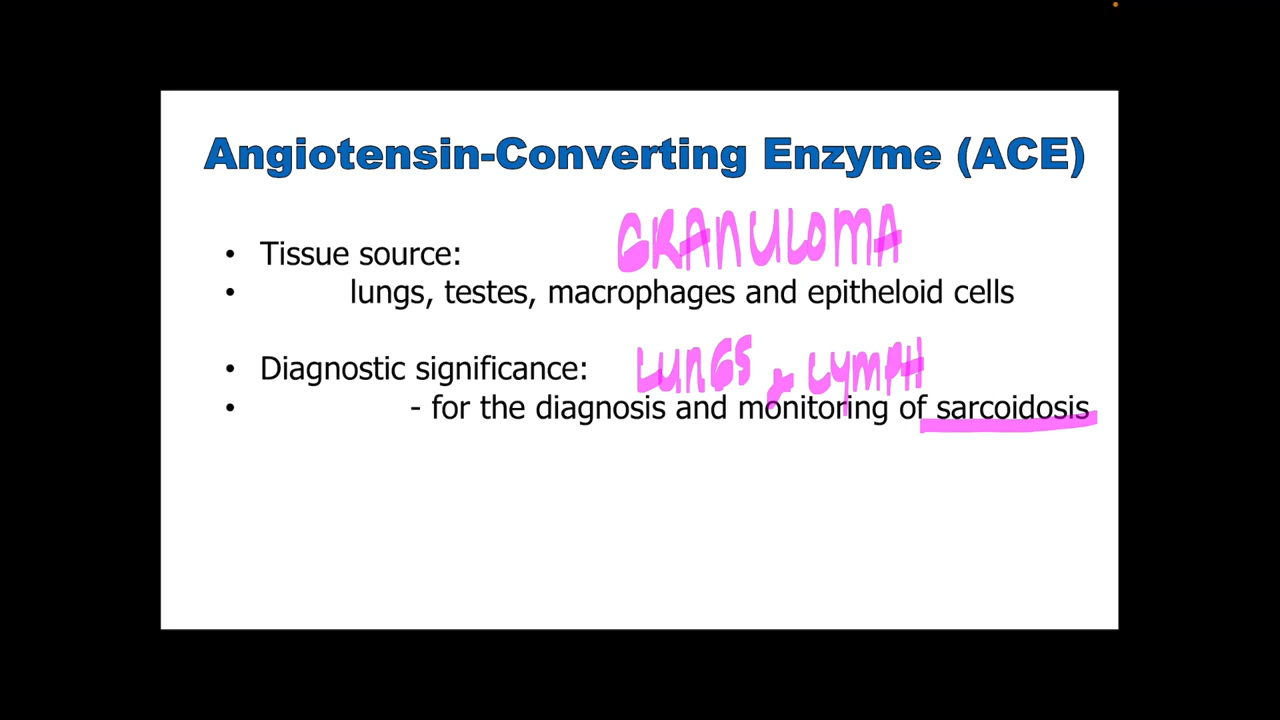 Angiotensin-Converting Enzyme (ACE)
GRANULOMA
• Tissue source:
• lungs, testes, macrophages and epitheloid cells
• Diagnostic significance:
LUNGS & LYMPH
• - for the diagnosis and monitoring of sarcoidosis